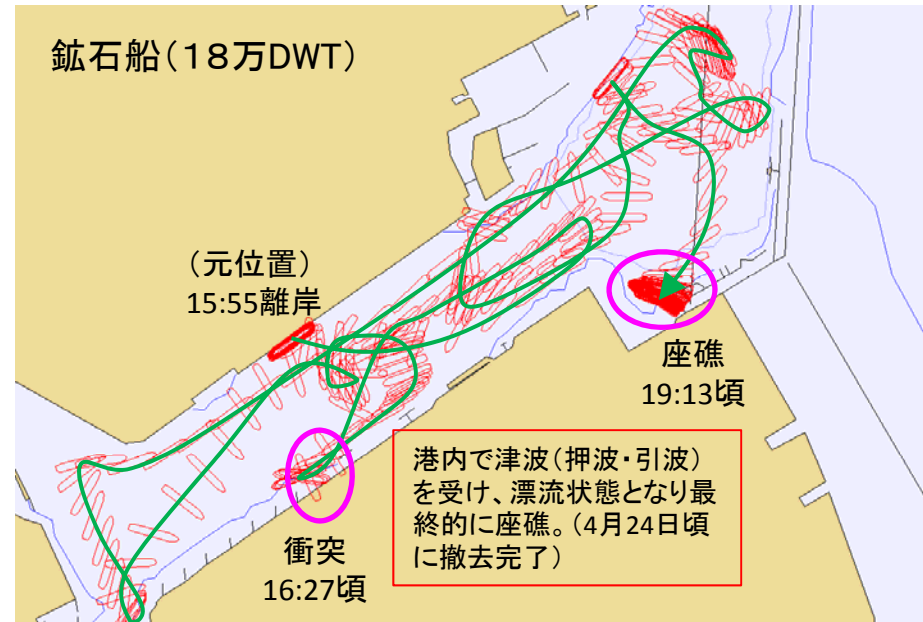 鉱石船(18万DWT)
(元位置)
15:55離岸
座礁
19:13頃
港内で津波(押波・引波)
を受け、漂流状態となり最
終的に座礁。(4月24日頃
に撤去完了)
衝突
16:27頃